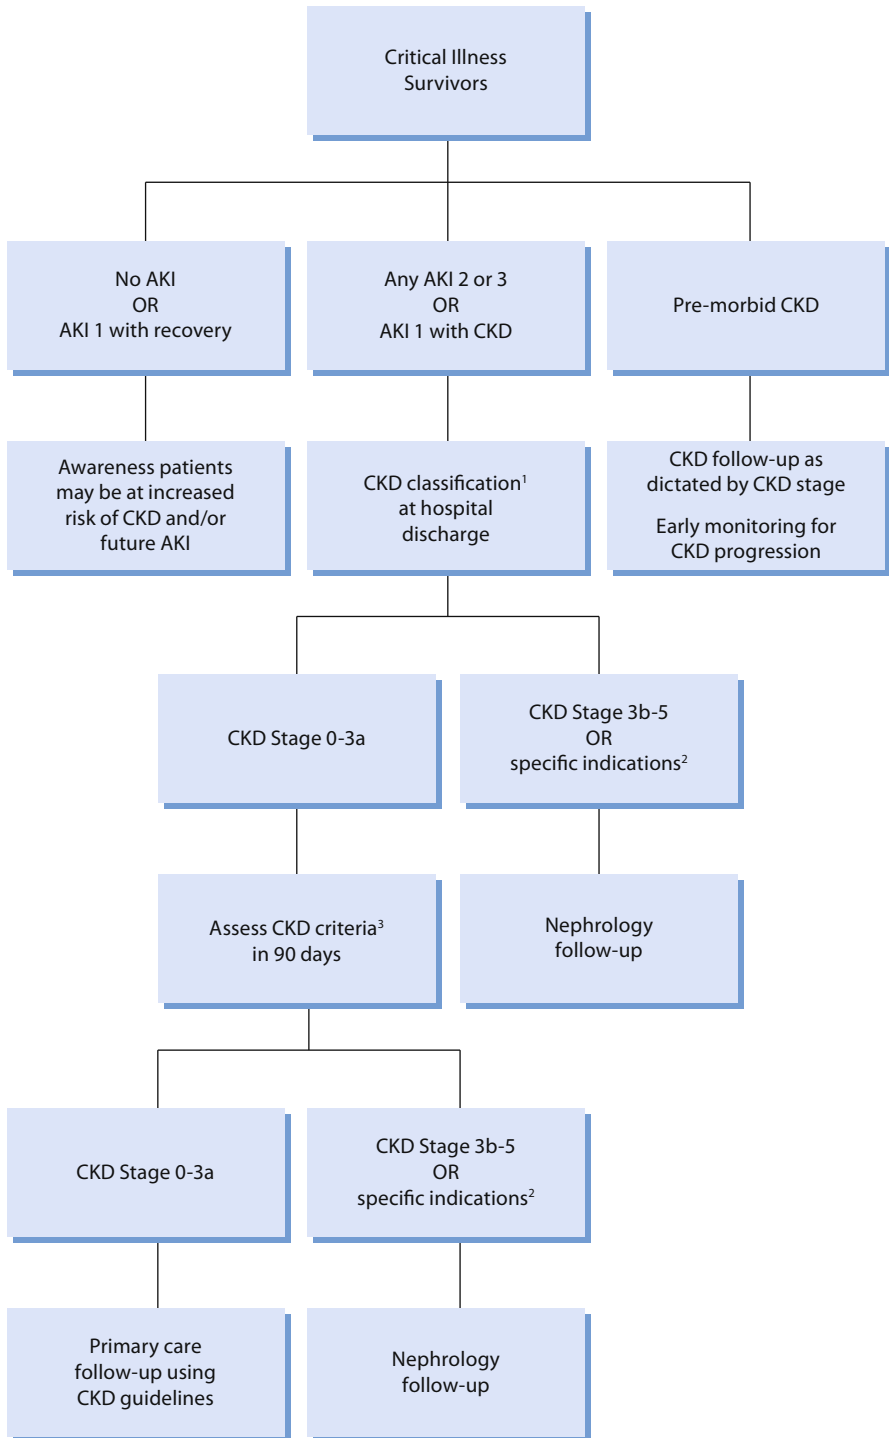 Critical Illness
Survivors
No AKI
OR
AKI 1 with recovery
Any AKI 2 or 3
OR
AKI 1 with CKD
Pre-morbid CKD
Awareness patients
may be at increased
risk of CKD and/or
future AKI
CKD classification¹
at hospital
discharge
CKD follow-up as
dictated by CKD stage
Early monitoring for
CKD progression
CKD Stage 0-3a
CKD Stage 3b-5
OR
specific indications²
Assess CKD criteria³
in 90 days
Nephrology
follow-up
CKD Stage 0-3a
CKD Stage 3b-5
OR
specific indications²
Primary care
follow-up using
CKD guidelines
Nephrology
follow-up